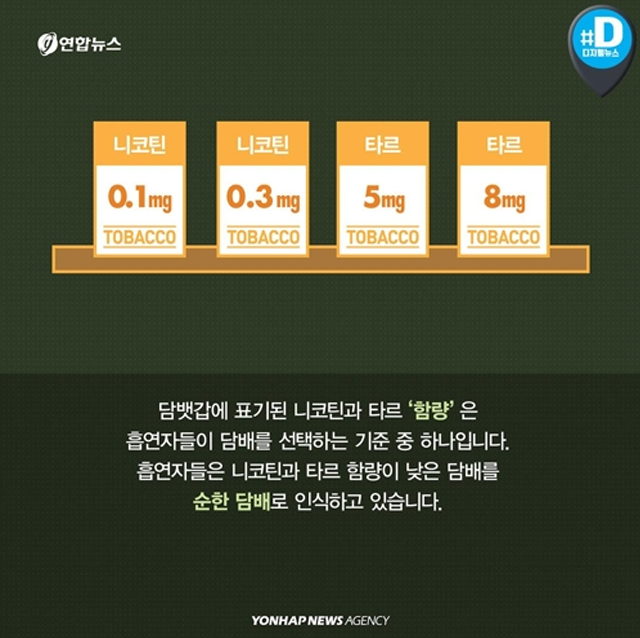 연합뉴스
#D
디지털뉴스
니코틴
0.1mg
TOBACCO
니코틴
0.3mg
TOBACCO
타르
5mg
TOBACCO
타르
8mg
TOBACCO
담뱃갑에 표기된 니코틴과 타르 ‘함량’ 은
흡연자들이 담배를 선택하는 기준 중 하나입니다.
흡연자들은 니코틴과 타르 함량이 낮은 담배를
순한 담배로 인식하고 있습니다.
YONHAP NEWS AGENCY